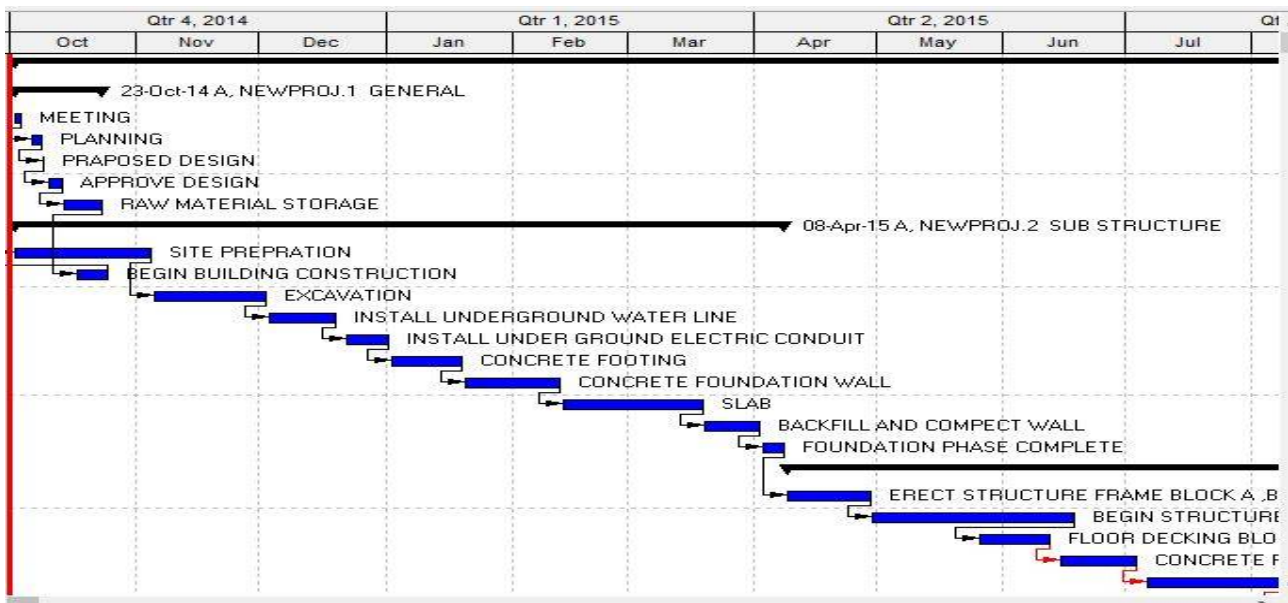 Qtr 4, 2014 Qtr 1, 2015 Qtr 2, 2015 Qt
Oct Nov Dec Jan Feb Mar Apr May Jun Jul
23-Oct-14 A, NEWPROJ.1 GENERAL
MEETING
PLANNING
PRAPOSED DESIGN
APPROVE DESIGN
RAW MATERIAL STORAGE
08-Apr-15 A, NEWPROJ.2 SUB STRUCTURE
SITE PREPRATION
BEGIN BUILDING CONSTRUCTION
EXCAVATION
INSTALL UNDERGROUND WATER LINE
INSTALL UNDER GROUND ELECTRIC CONDUIT
CONCRETE FOOTING
CONCRETE FOUNDATION WALL
SLAB
BACKFILL AND COMPECT WALL
FOUNDATION PHASE COMPLETE
ERECT STRUCTURE FRAME BLOCK A ,B
BEGIN STRUCTURE
FLOOR DECKING BLO
CONCRETE F